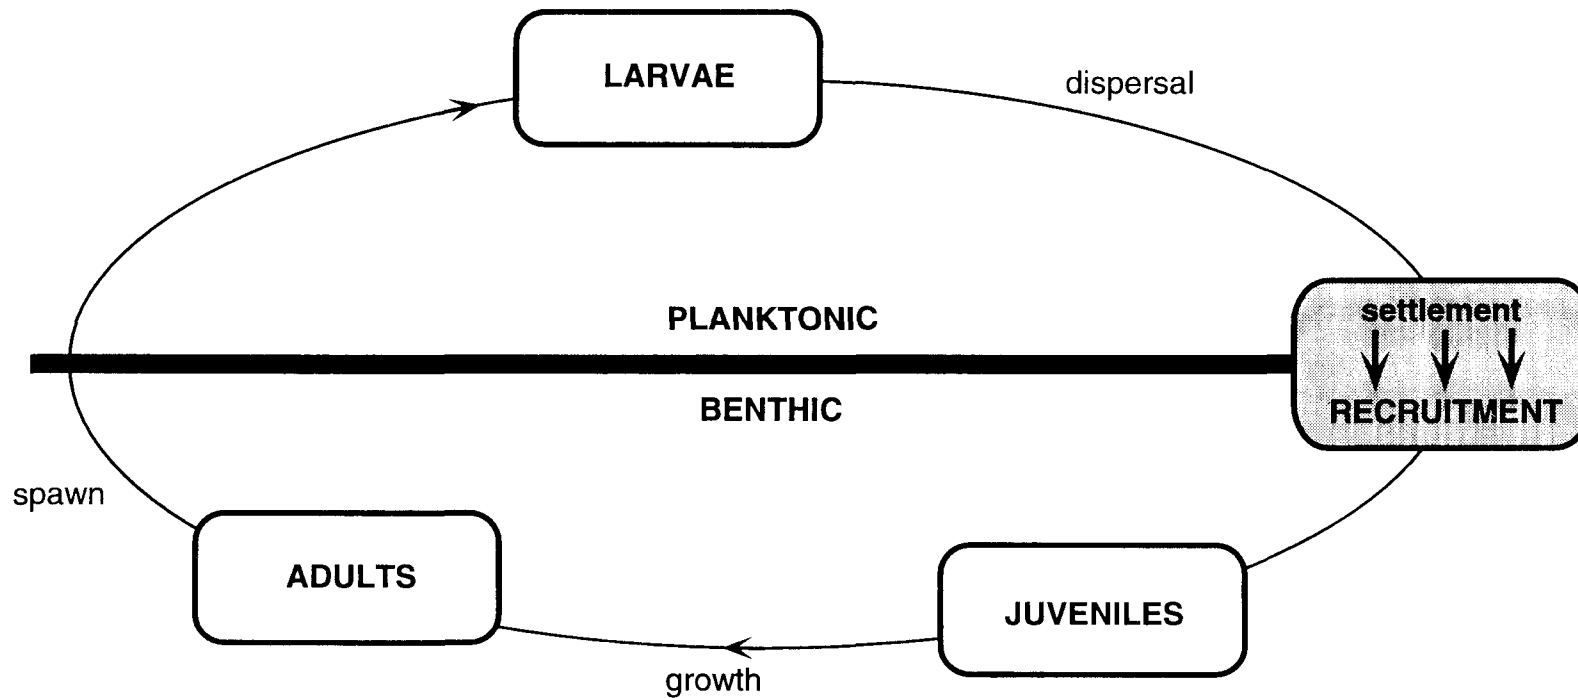 LARVAE
dispersal
PLANKTONIC
settlement
RECRUITMENT
BENTHIC
spawn
ADULTS
JUVENILES
growth